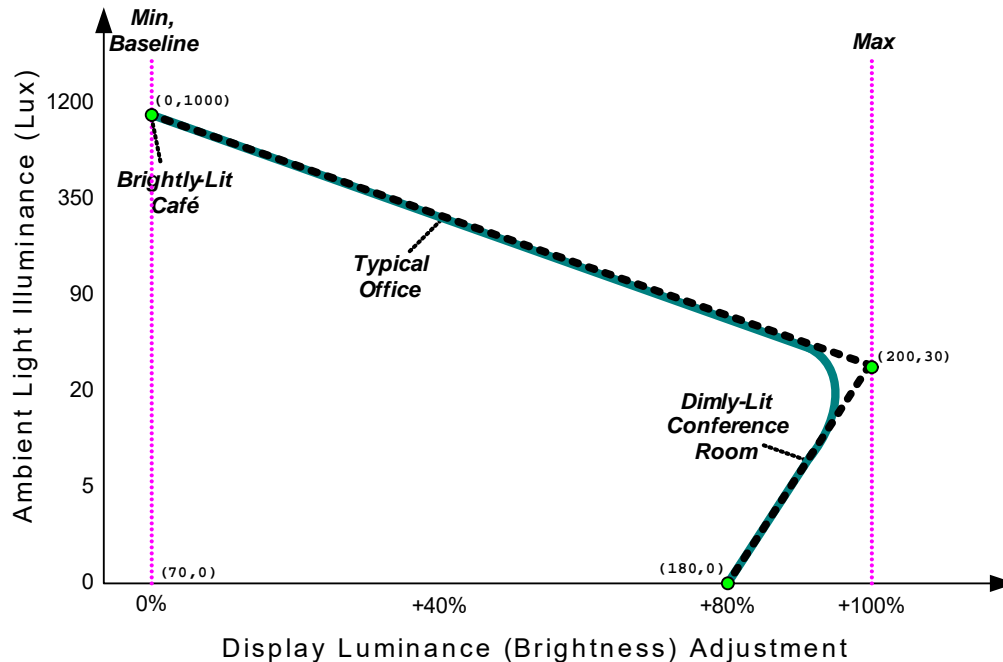 Min,
Baseline
Max
(0,1000)
1200
Brightly-Lit
Café
350
Typical
Office
90
(200,30)
20
Dimly-Lit
Conference
Room
5
(70,0)
(180,0)
0
0%
+40%
+80%
+100%
Ambient Light Illuminance (Lux)
Display Luminance (Brightness) Adjustment